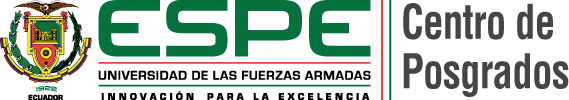 ESPE
UNIVERSIDAD DE LAS FUERZAS ARMADAS
INNOVACIÓN PARA LA EXCELENCIA
1922
ECUADOR
Centro de
Posgrados